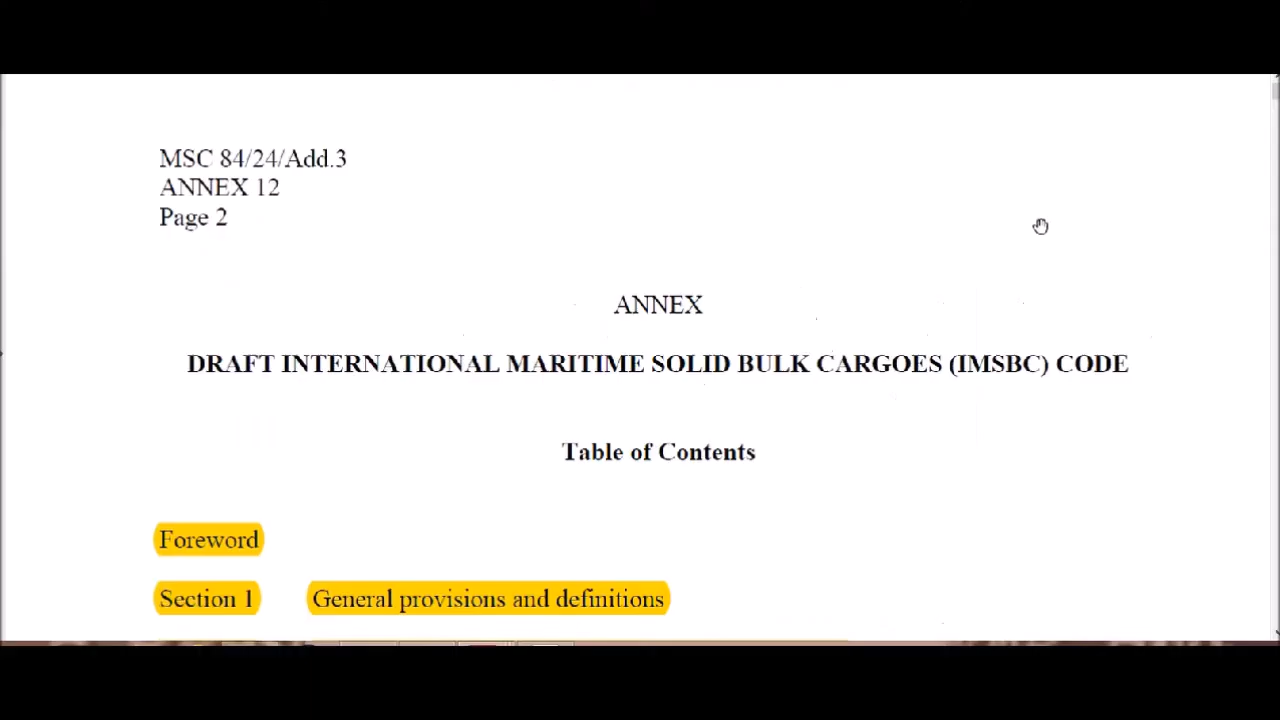 MSC 84/24/Add.3
ANNEX 12
Page 2
ANNEX
DRAFT INTERNATIONAL MARITIME SOLID BULK CARGOES (IMSBC) CODE
Table of Contents
Foreword
Section 1 General provisions and definitions